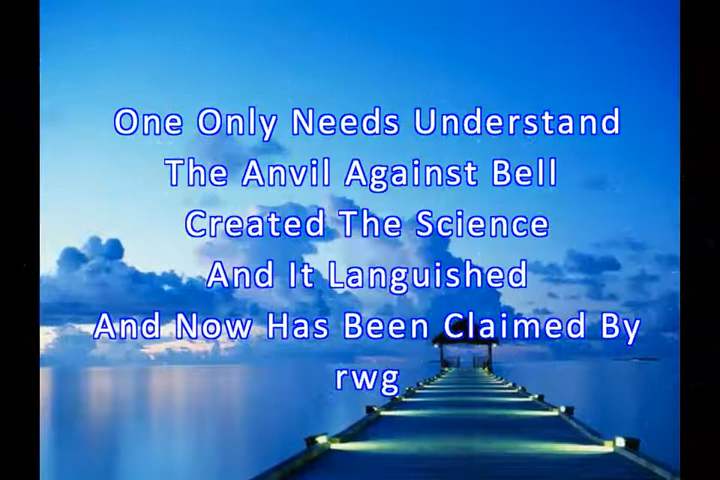 One Only Needs Understand
The Anvil Against Bell
Created The Science
And It Languished
And Now Has Been Claimed By
rwg